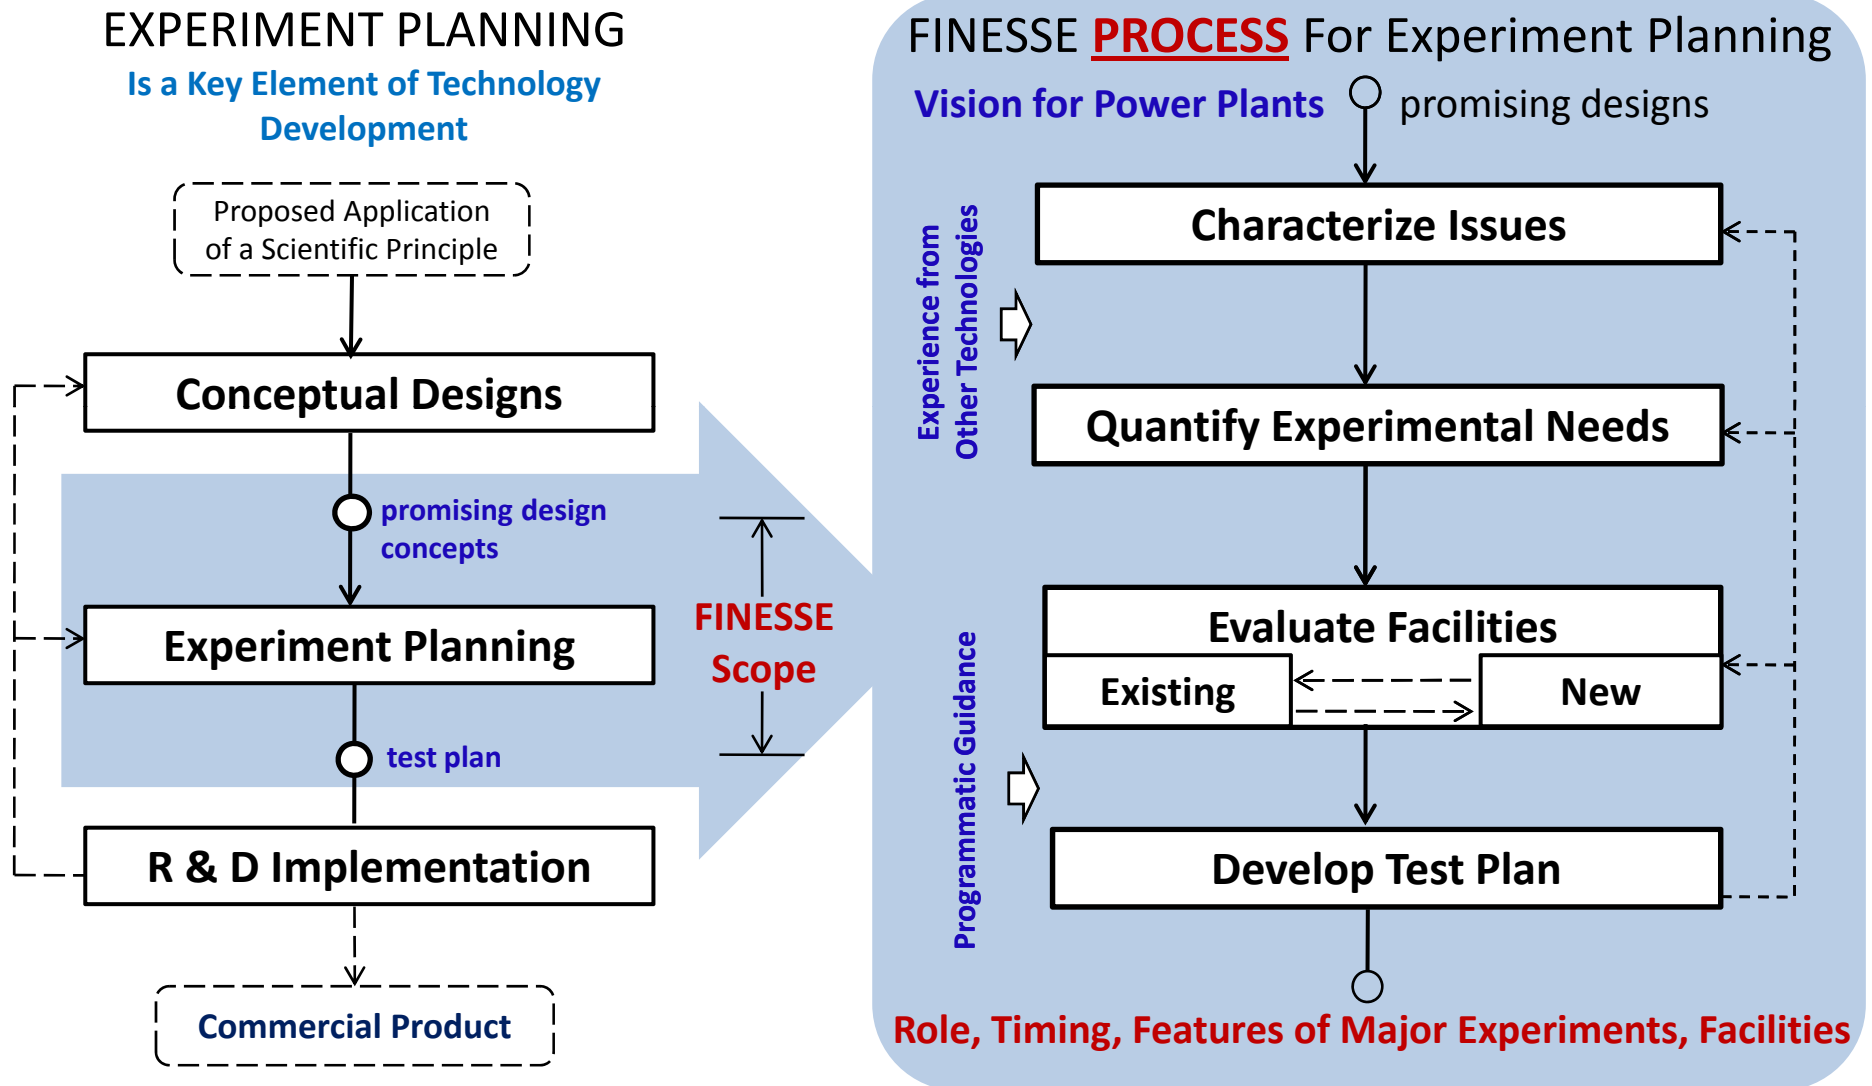 EXPERIMENT PLANNING
Is a Key Element of Technology
Development
Proposed Application
of a Scientific Principle
Conceptual Designs
promising design
concepts
Experiment Planning
test plan
R & D Implementation
Commercial Product
FINESSE
Scope
FINESSE PROCESS For Experiment Planning
Vision for Power Plants
promising designs
Characterize Issues
Experience from
Other Technologies
Quantify Experimental Needs
Evaluate Facilities
Existing
New
Programmatic Guidance
Develop Test Plan
Role, Timing, Features of Major Experiments, Facilities